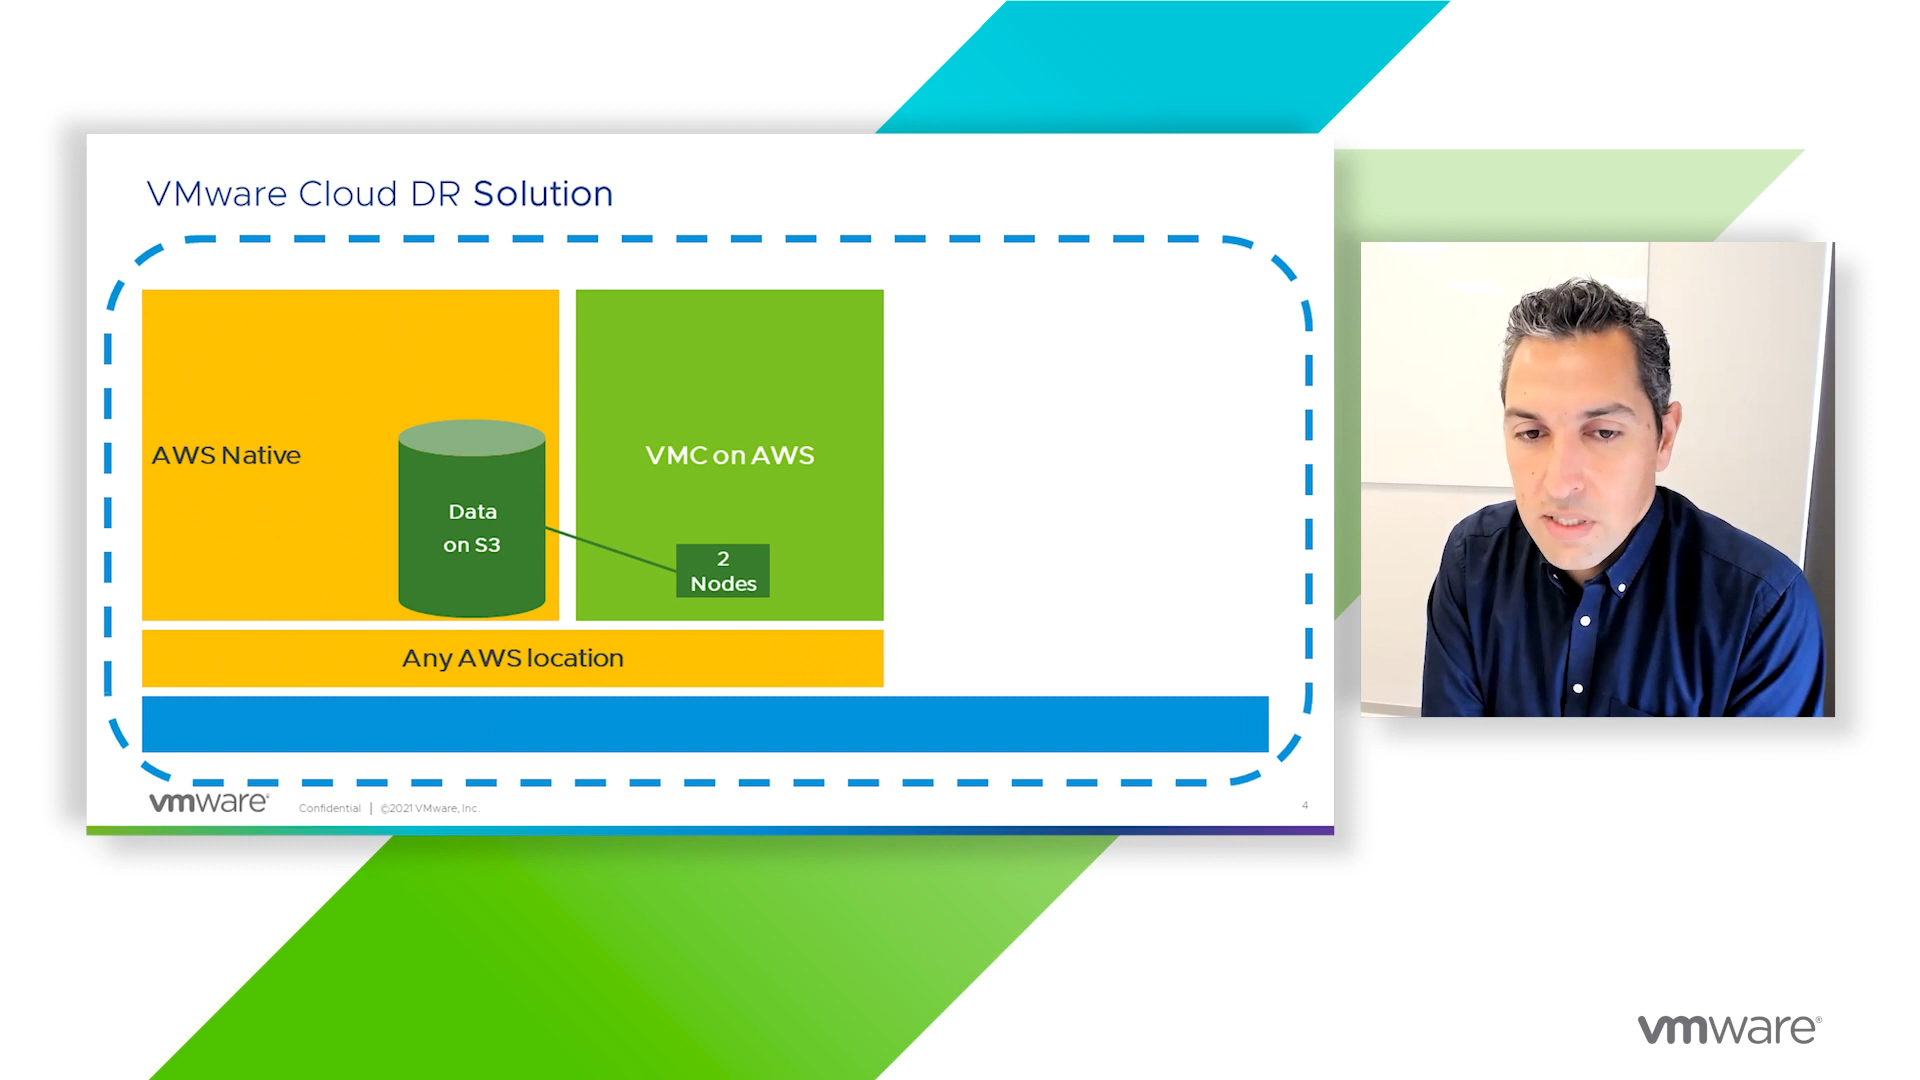 VMware Cloud DR Solution
AWS Native
Data
on S3
VMC on AWS
2
Nodes
Any AWS location
vmware®
Confidential | ©2021 VMware, Inc.
4
vmware®